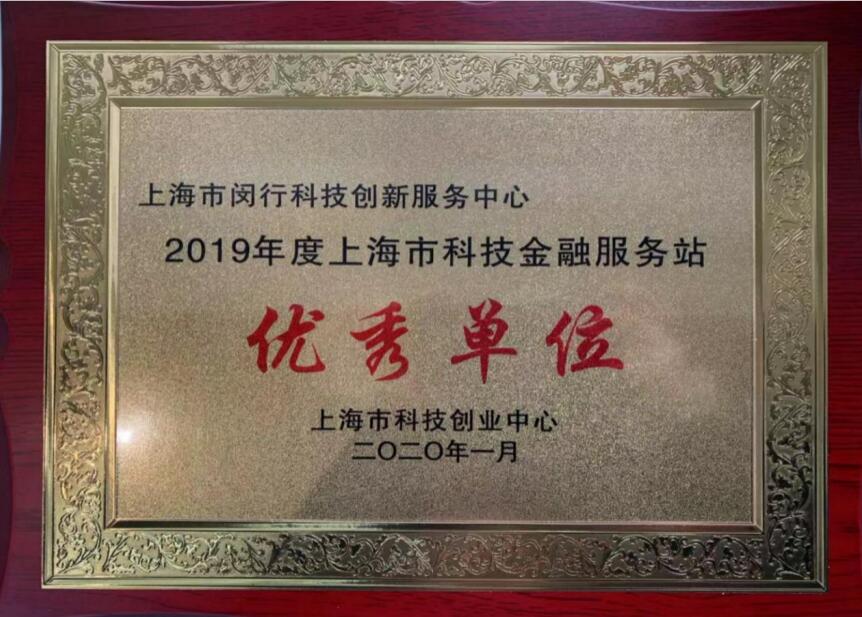 上海市闵行科技创新服务中心
2019年度上海市科技金融服务站
优秀单位
上海市科技创业中心
二〇二〇年一月